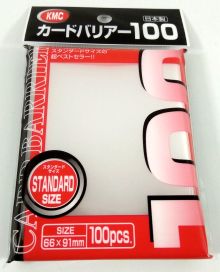 KMC
カードバリアー100
日本製
スタンダードサイズの
超ベストセラー!!
CARD BARRIER
100
スタンダード
サイズ
STANDARD
SIZE
SIZE
66×91mm
100pcs.